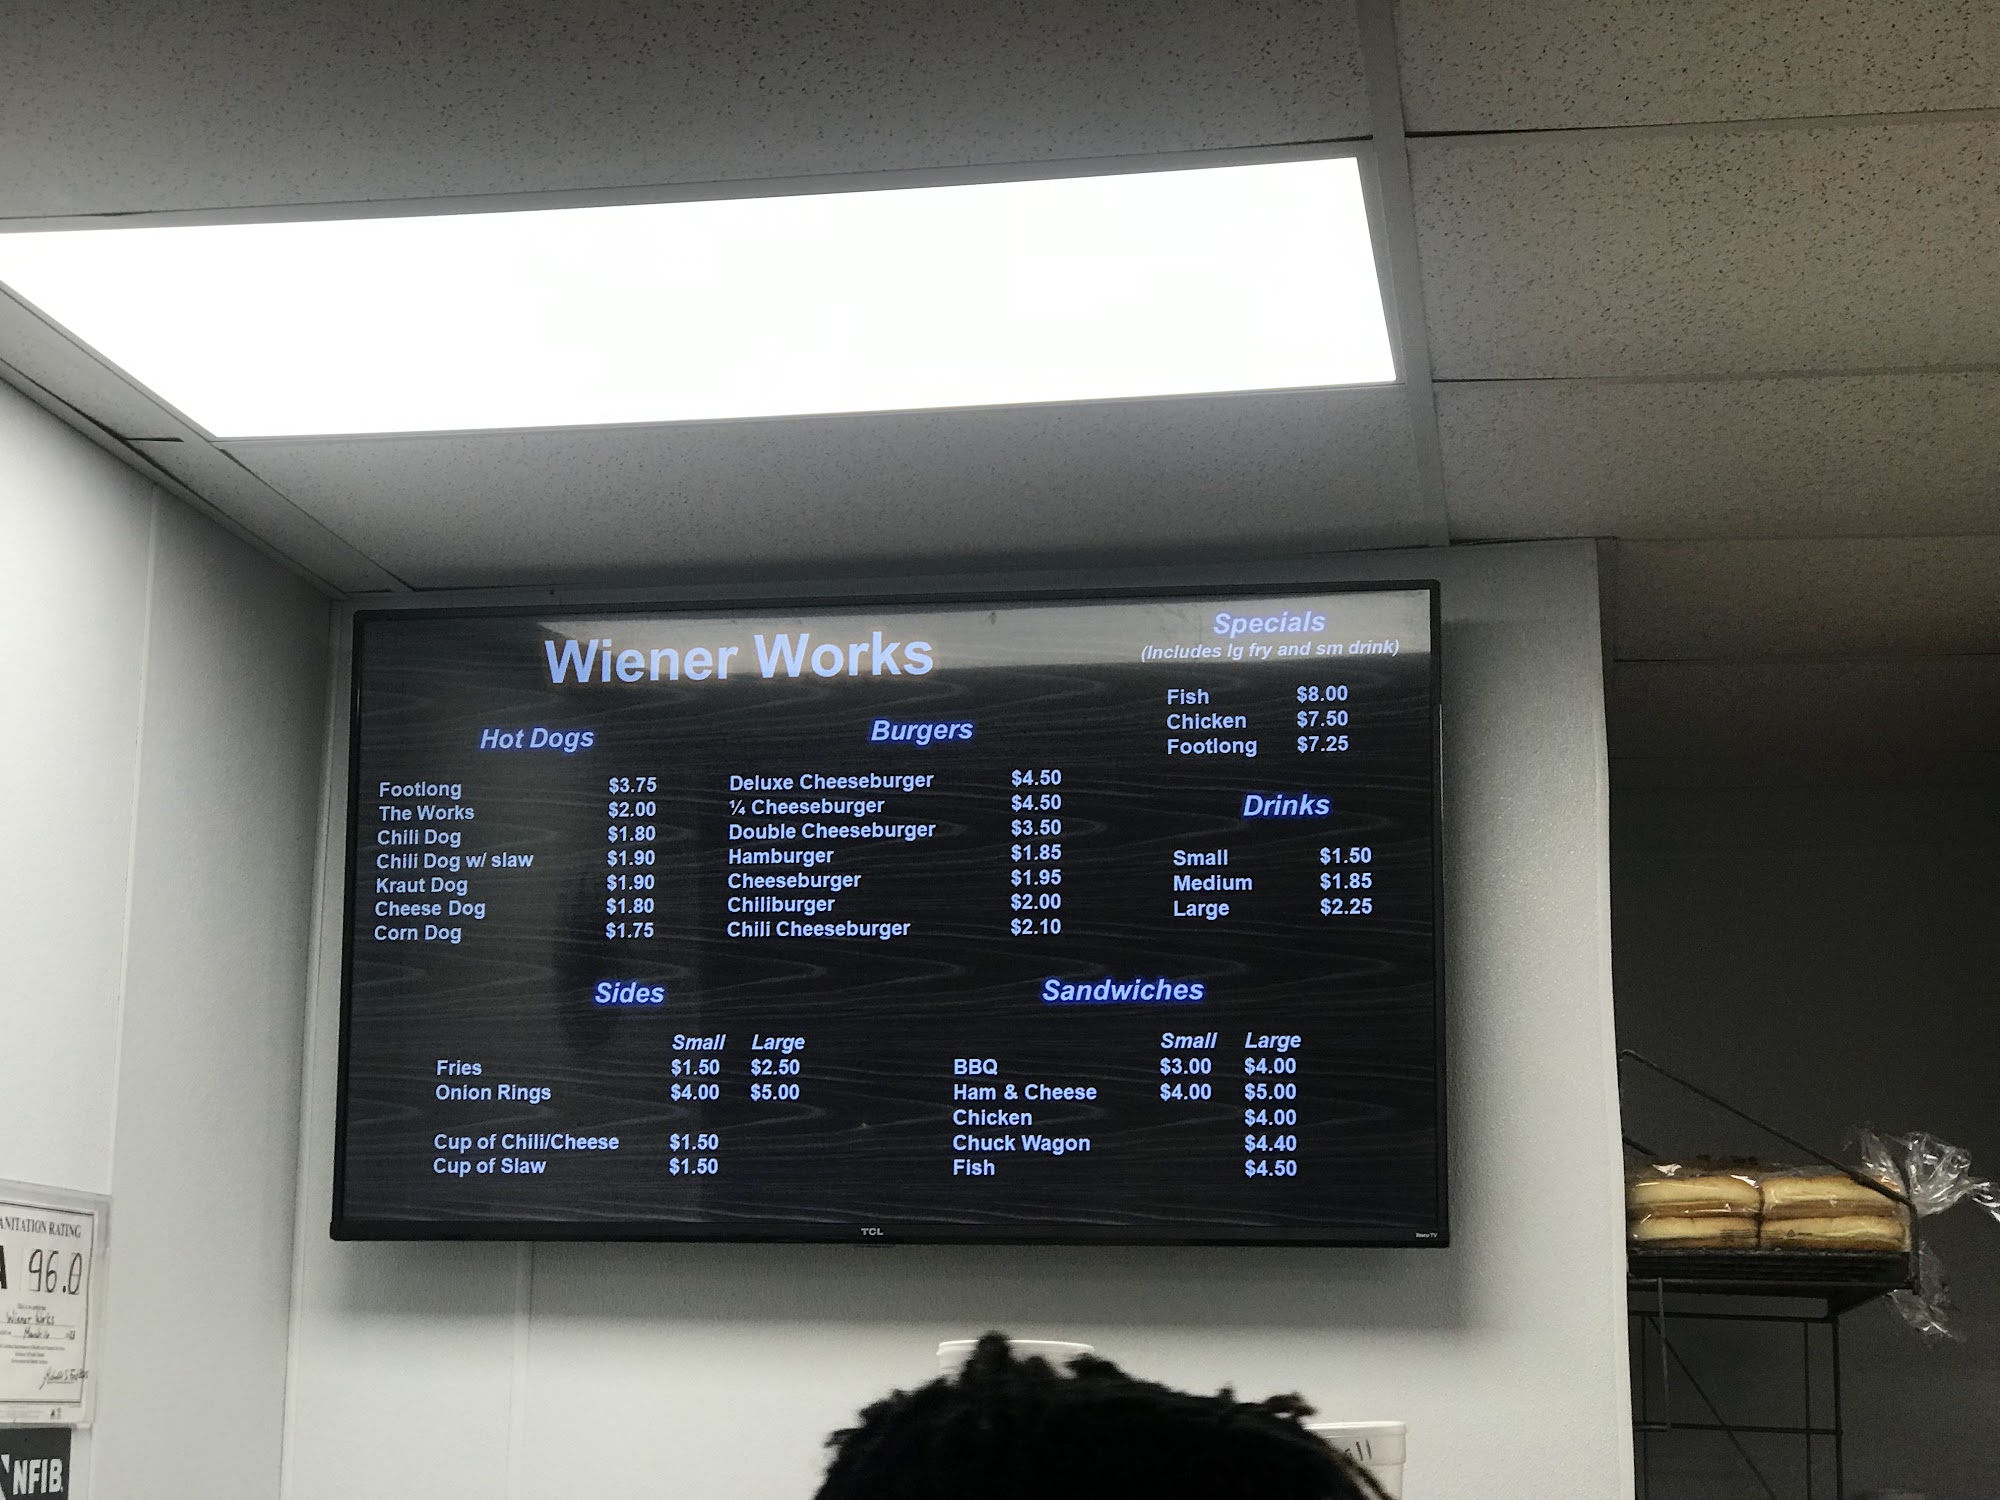 Wiener Works
Hot Dogs
Footlong $3.75
The Works $2.00
Chili Dog $1.80
Chili Dog w/ slaw $1.90
Kraut Dog $1.90
Cheese Dog $1.80
Corn Dog $1.75
Burgers
Deluxe Cheeseburger $4.50
¼ Cheeseburger $4.50
Double Cheeseburger $3.50
Hamburger $1.85
Cheeseburger $1.95
Chiliburger $2.00
Chili Cheeseburger $2.10
Specials
(Includes lg fry and sm drink)
Fish $8.00
Chicken $7.50
Footlong $7.25
Drinks
Small $1.50
Medium $1.85
Large $2.25
Sides
Small Large
Fries $1.50 $2.50
Onion Rings $4.00 $5.00
Cup of Chili/Cheese $1.50
Cup of Slaw $1.50
Sandwiches
Small Large
BBQ $3.00 $4.00
Ham & Cheese $4.00 $5.00
Chicken $4.00
Chuck Wagon $4.40
Fish $4.50
TCL
Roku TV
ANITATION RATING
A 96.0
Wiener Works
NFIB